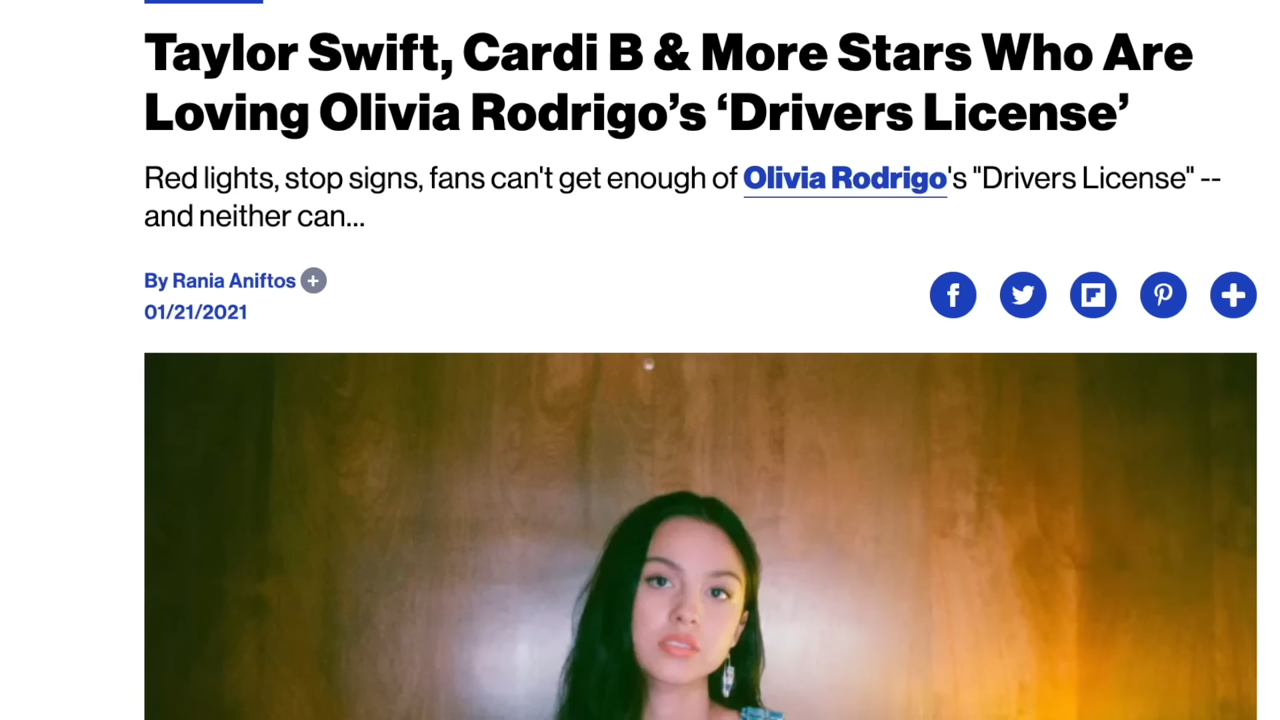 Taylor Swift, Cardi B & More Stars Who Are
Loving Olivia Rodrigo’s ‘Drivers License’
Red lights, stop signs, fans can't get enough of Olivia Rodrigo's "Drivers License" --
and neither can...
By Rania Aniftos +
01/21/2021